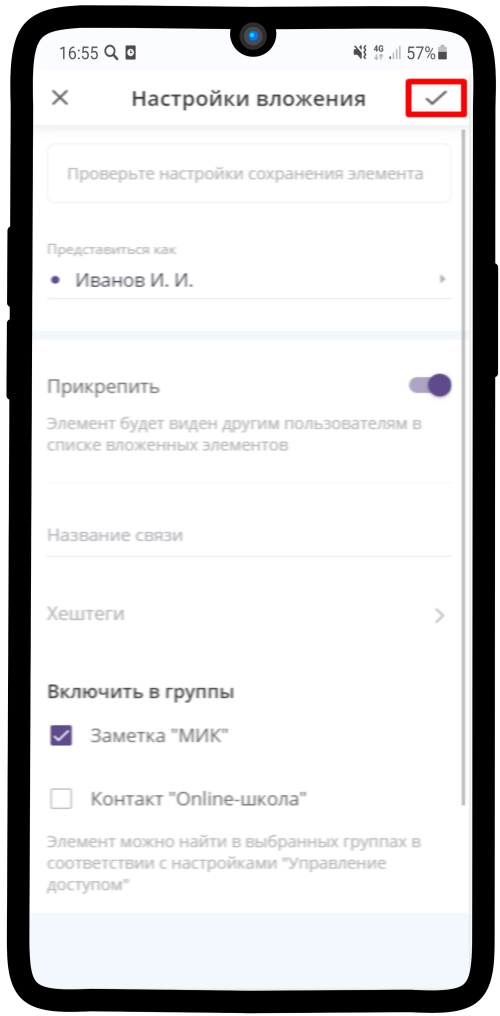 16:55 4G 57%
Настройки вложения
Проверьте настройки сохранения элемента
Представиться как
Иванов И. И.
Прикрепить
Элемент будет виден другим пользователям в
списке вложенных элементов
Название связи
Хештеги
Включить в группы
Заметка "МИК"
Контакт "Online-школа"
Элемент можно найти в выбранных группах в
соответствии с настройками "Управление
доступом"